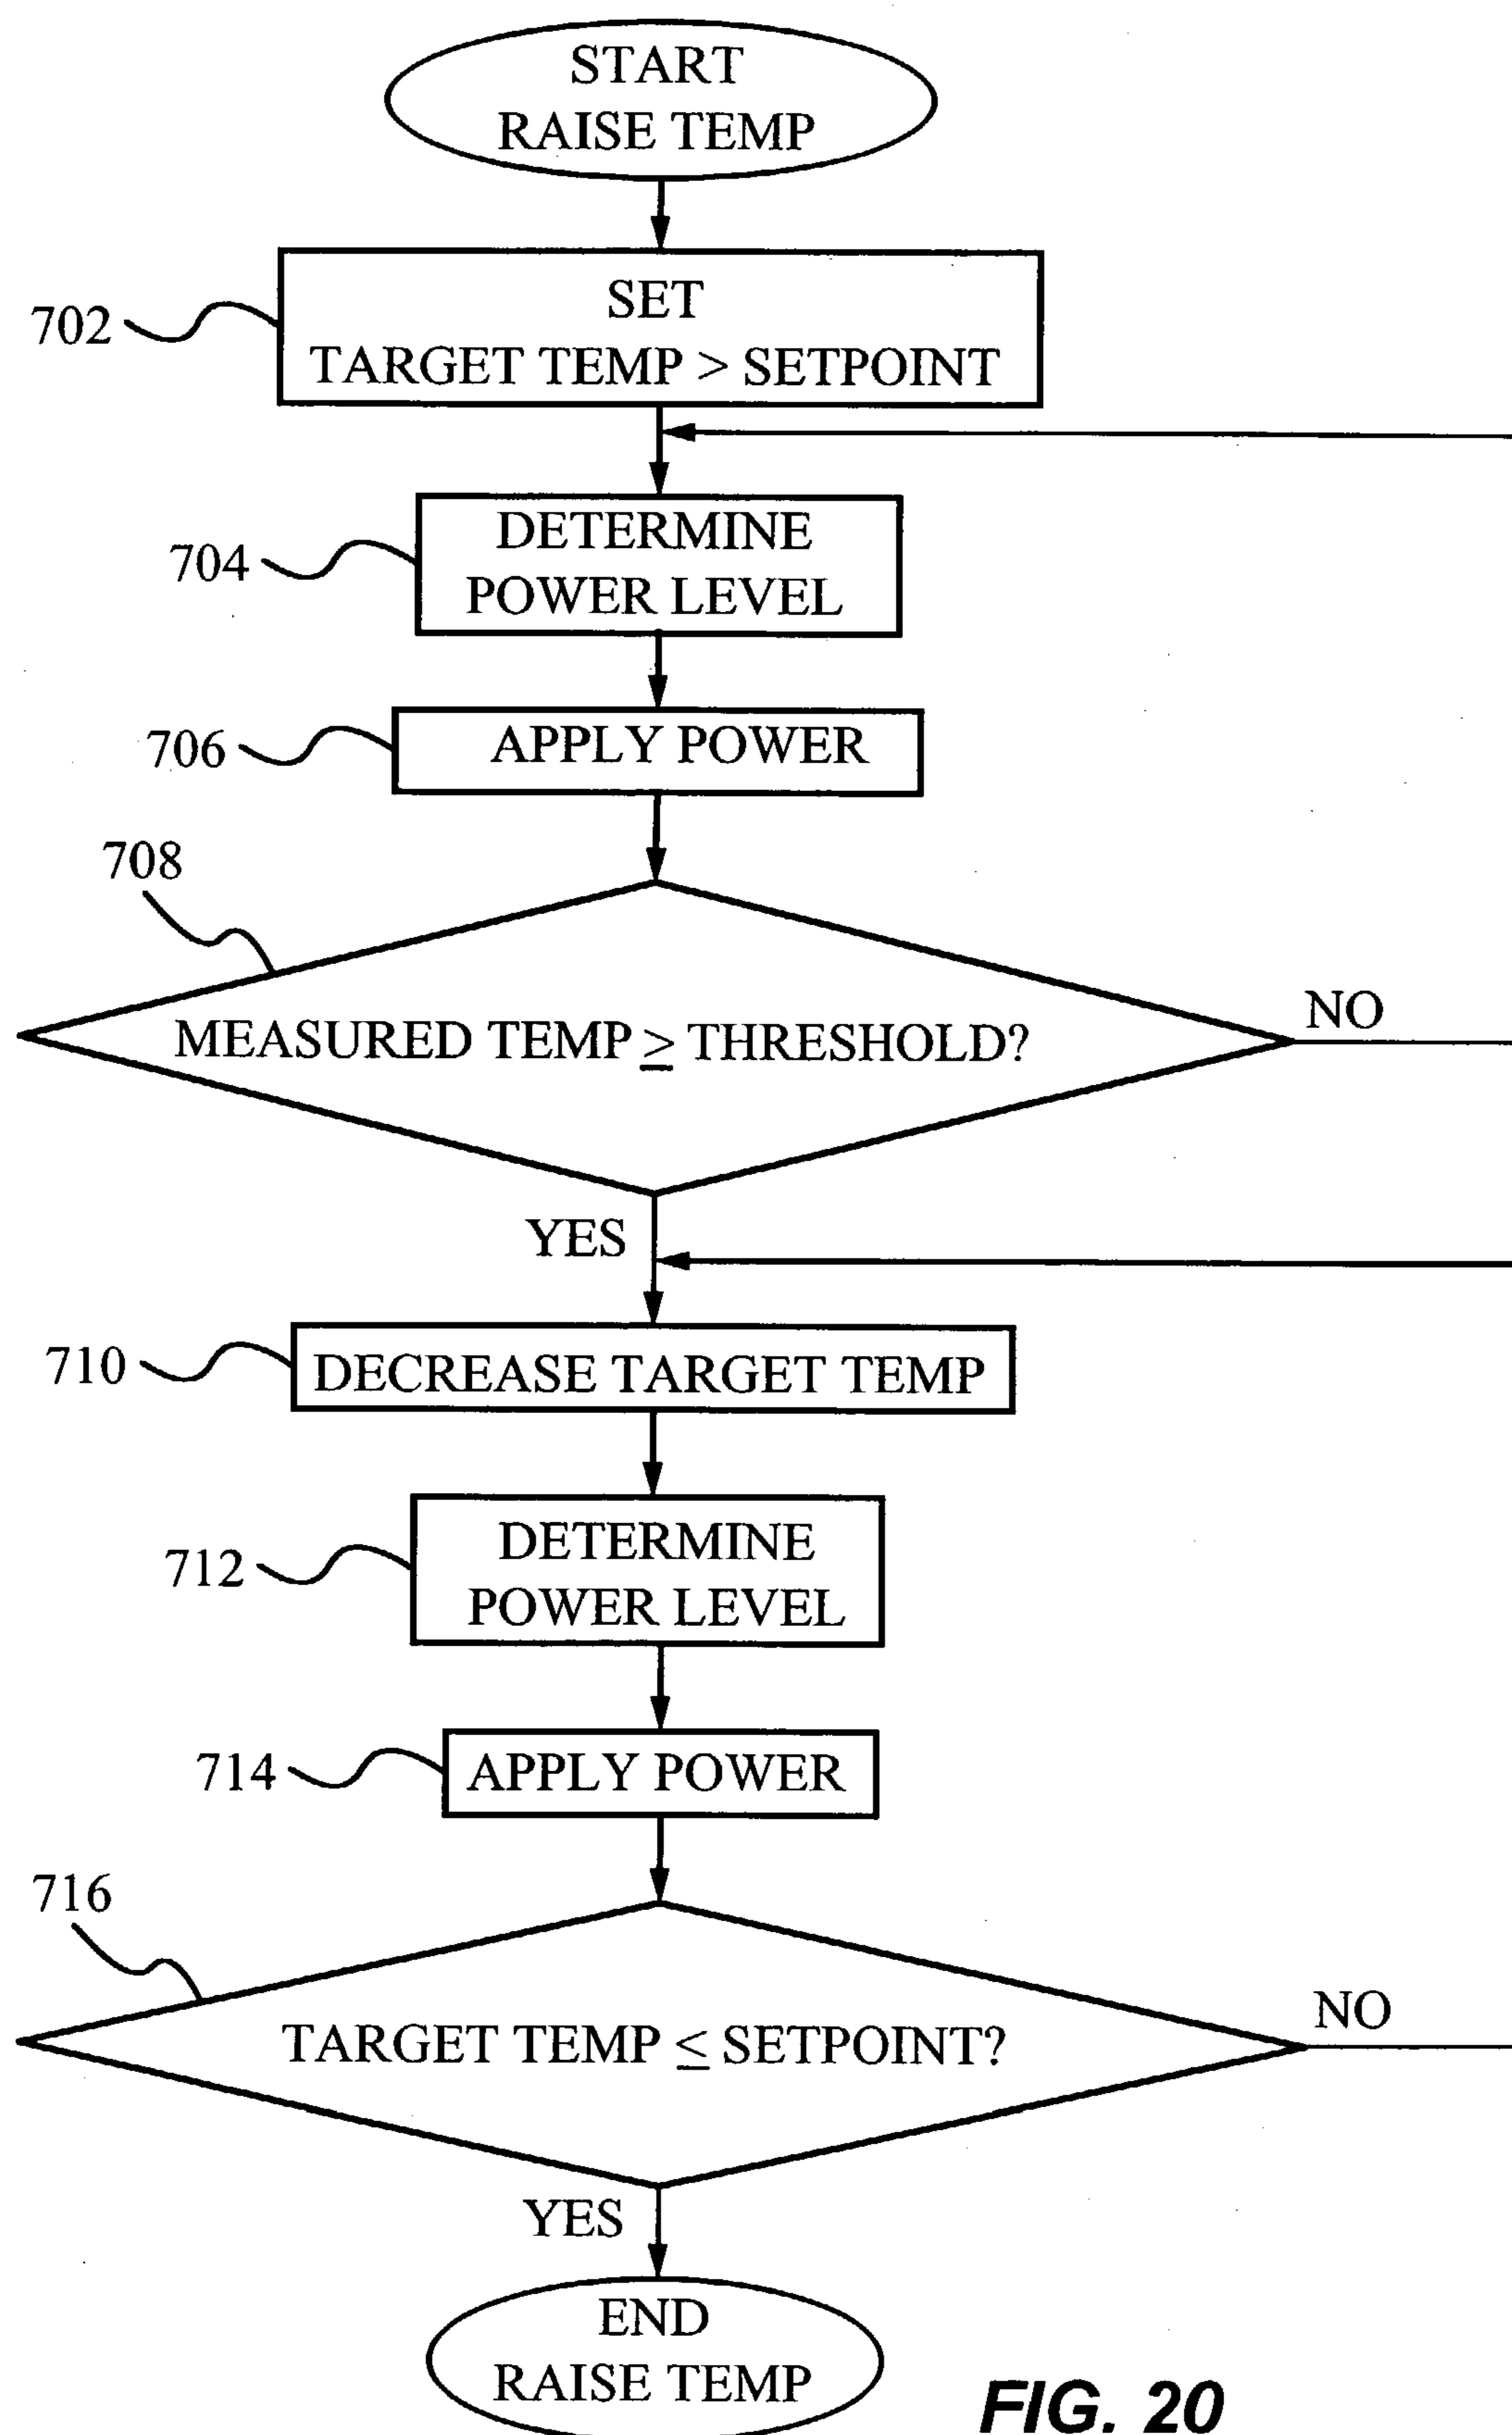 START
RAISE TEMP
702
SET
TARGET TEMP > SETPOINT
704
DETERMINE
POWER LEVEL
706
APPLY POWER
708
MEASURED TEMP ≥ THRESHOLD?
NO
YES
710
DECREASE TARGET TEMP
712
DETERMINE
POWER LEVEL
714
APPLY POWER
716
TARGET TEMP ≤ SETPOINT?
NO
YES
END
RAISE TEMP
FIG. 20